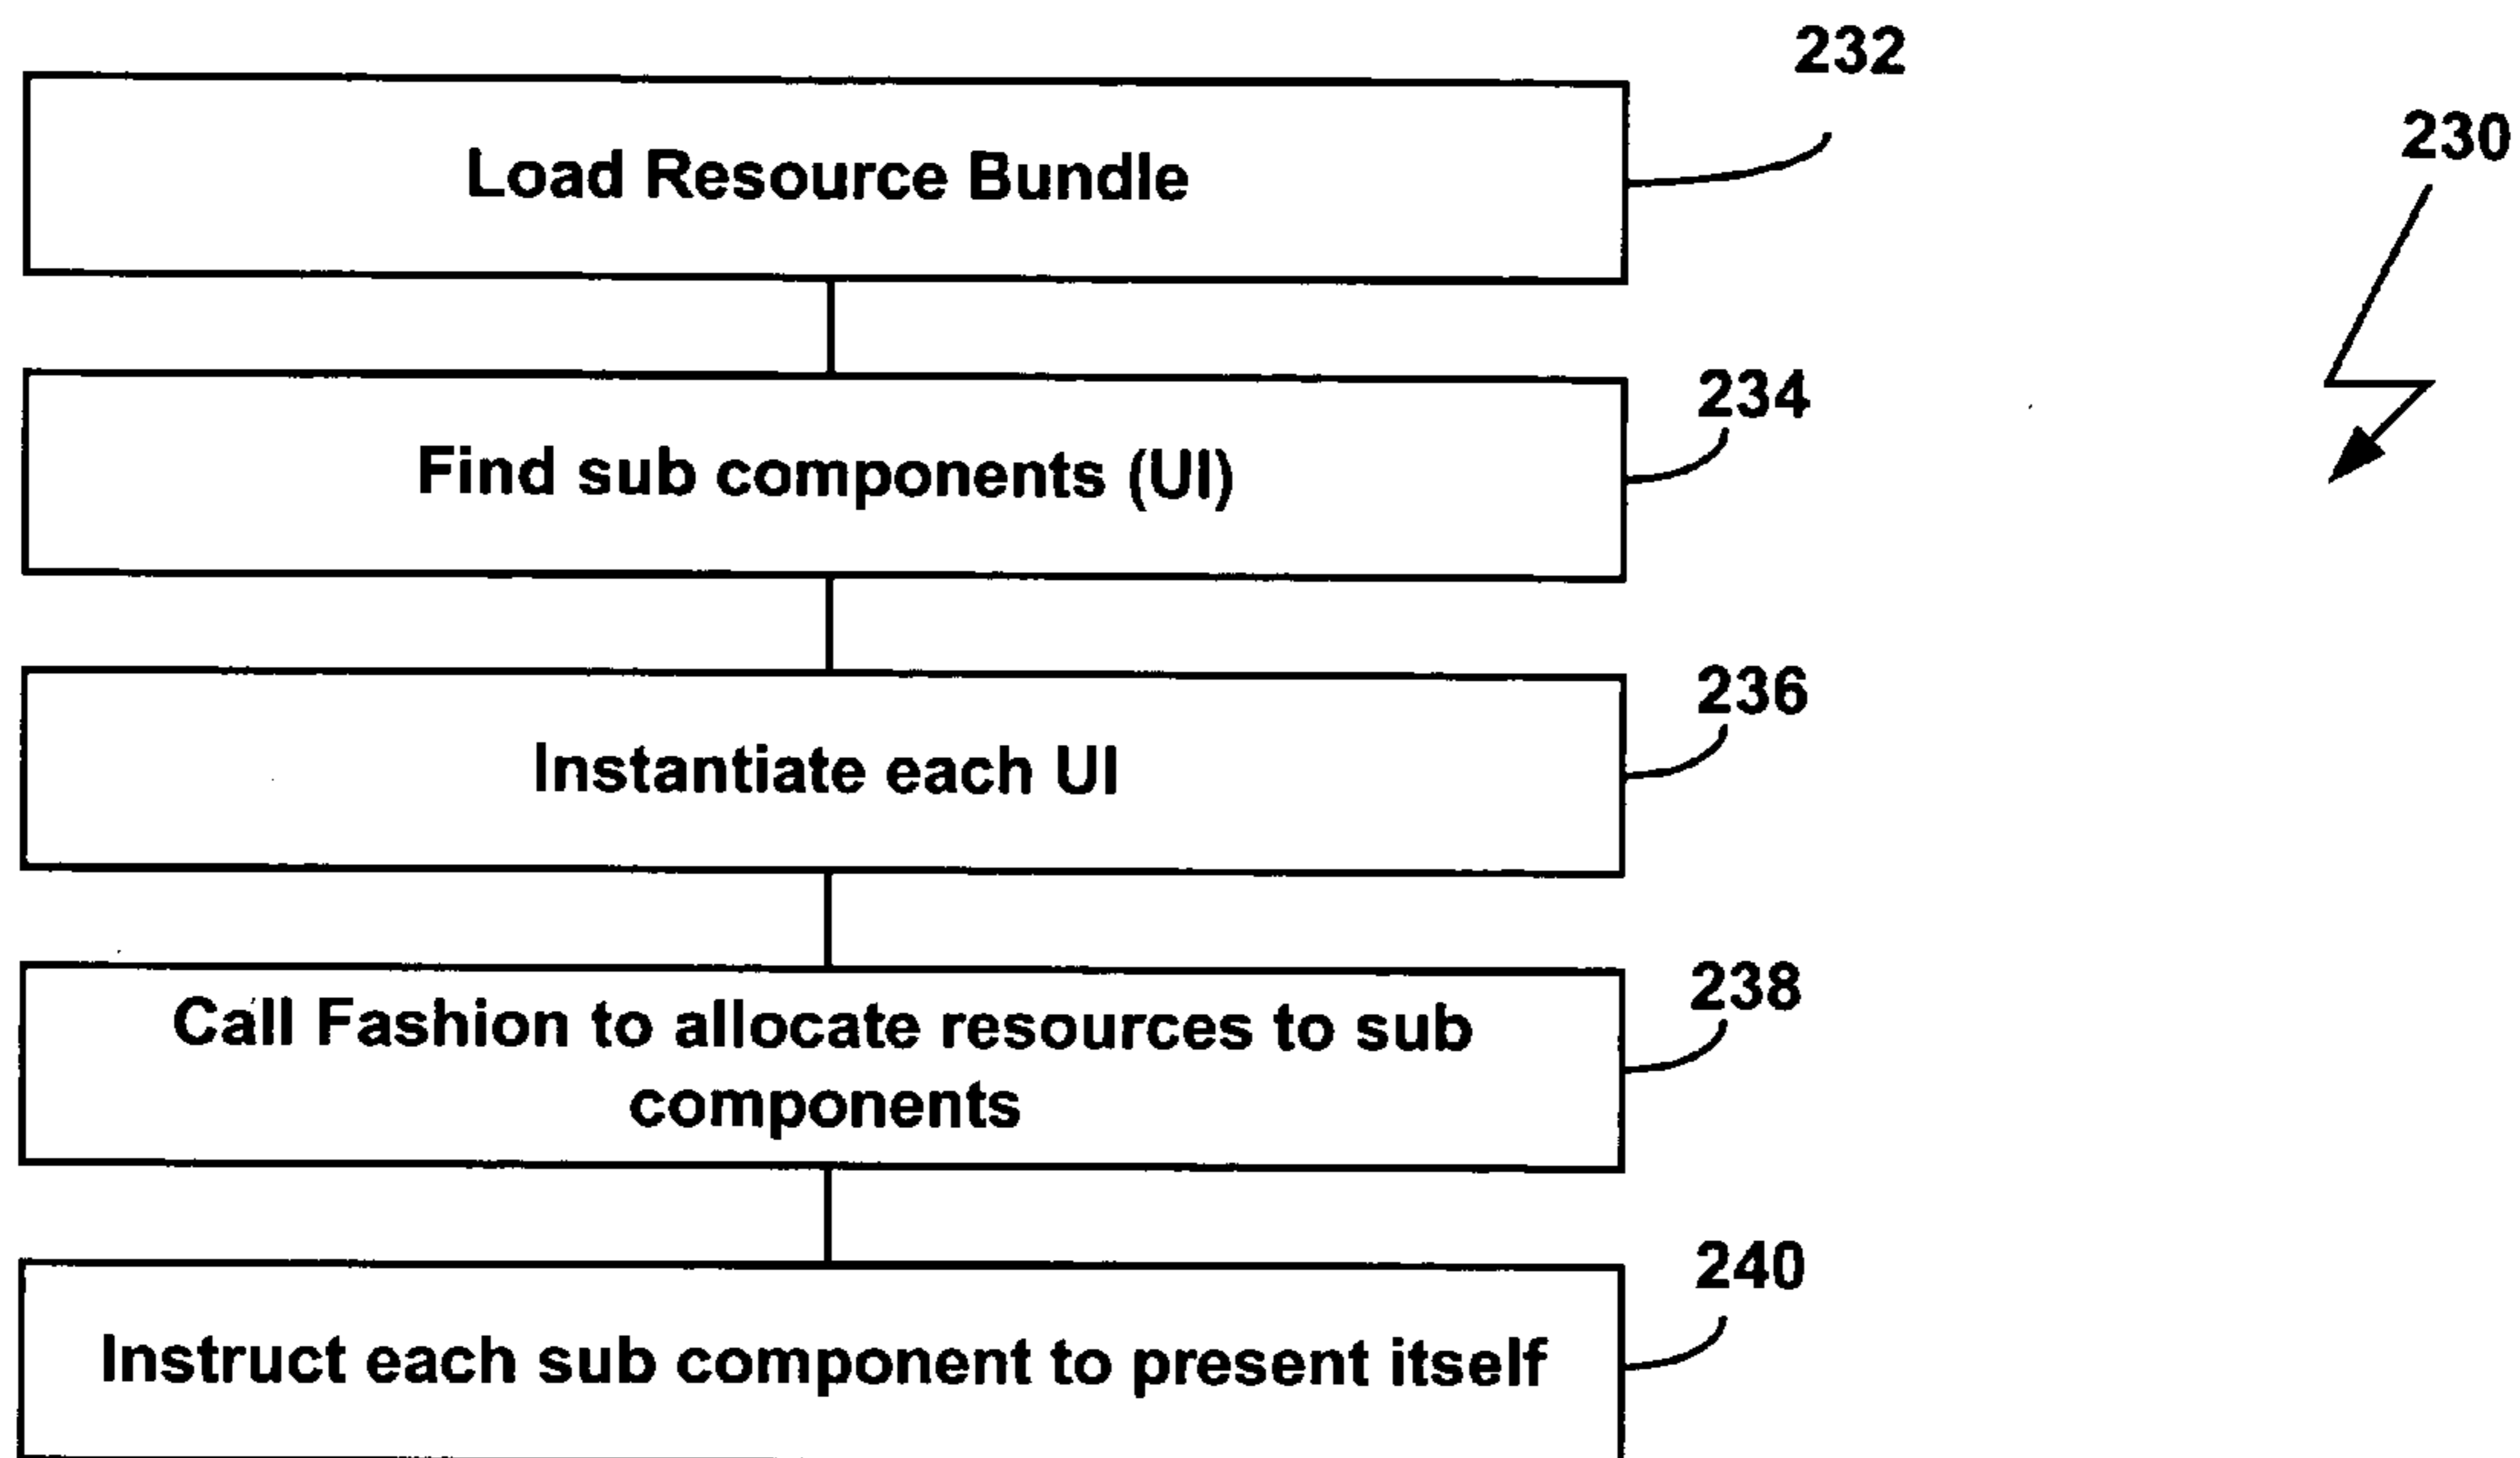 232
230
Load Resource Bundle
234
Find sub components (UI)
236
Instantiate each UI
238
Call Fashion to allocate resources to sub
components
240
Instruct each sub component to present itself